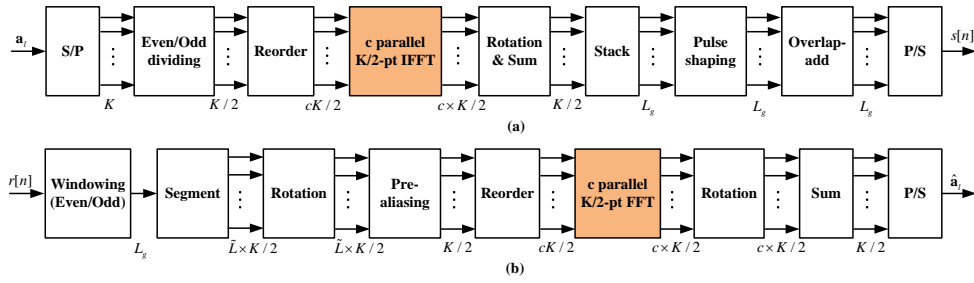 a_l
S/P
K
Even/Odd dividing
K / 2
Reorder
cK / 2
c parallel K/2-pt IFFT
c × K / 2
Rotation & Sum
K / 2
Stack
L_g
Pulse shaping
L_g
Overlap-add
L_g
P/S
s[n]
(a)
r[n]
Windowing (Even/Odd)
L_g
Segment
L̃ × K / 2
Rotation
L̃ × K / 2
Pre-aliasing
K / 2
Reorder
cK / 2
c parallel K/2-pt FFT
c × K / 2
Rotation
c × K / 2
Sum
K / 2
P/S
â_l
(b)